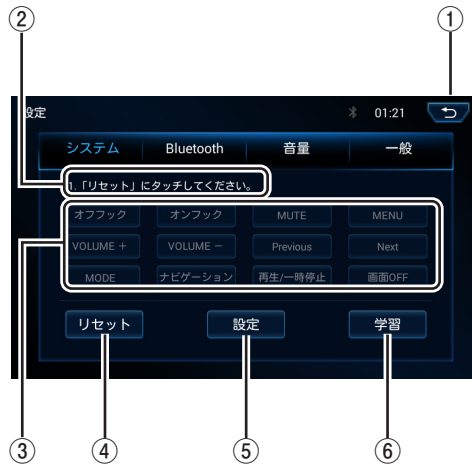 ② ①
設定 01:21
システム Bluetooth 音量 一般
1.「リセット」にタッチしてください。
オフフック オンフック MUTE MENU
VOLUME + VOLUME − Previous Next
MODE ナビゲーション 再生/一時停止 画面OFF
リセット 設定 学習
③ ④ ⑤ ⑥